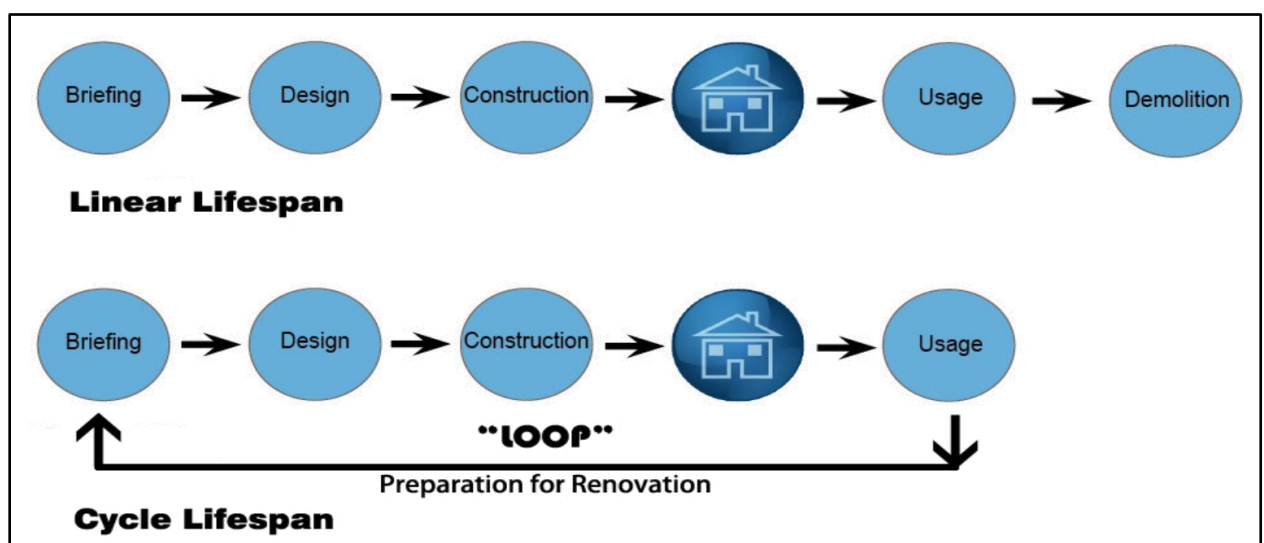 Briefing Design Construction Usage Demolition
Linear Lifespan
Briefing Design Construction Usage
"LOOP"
Preparation for Renovation
Cycle Lifespan